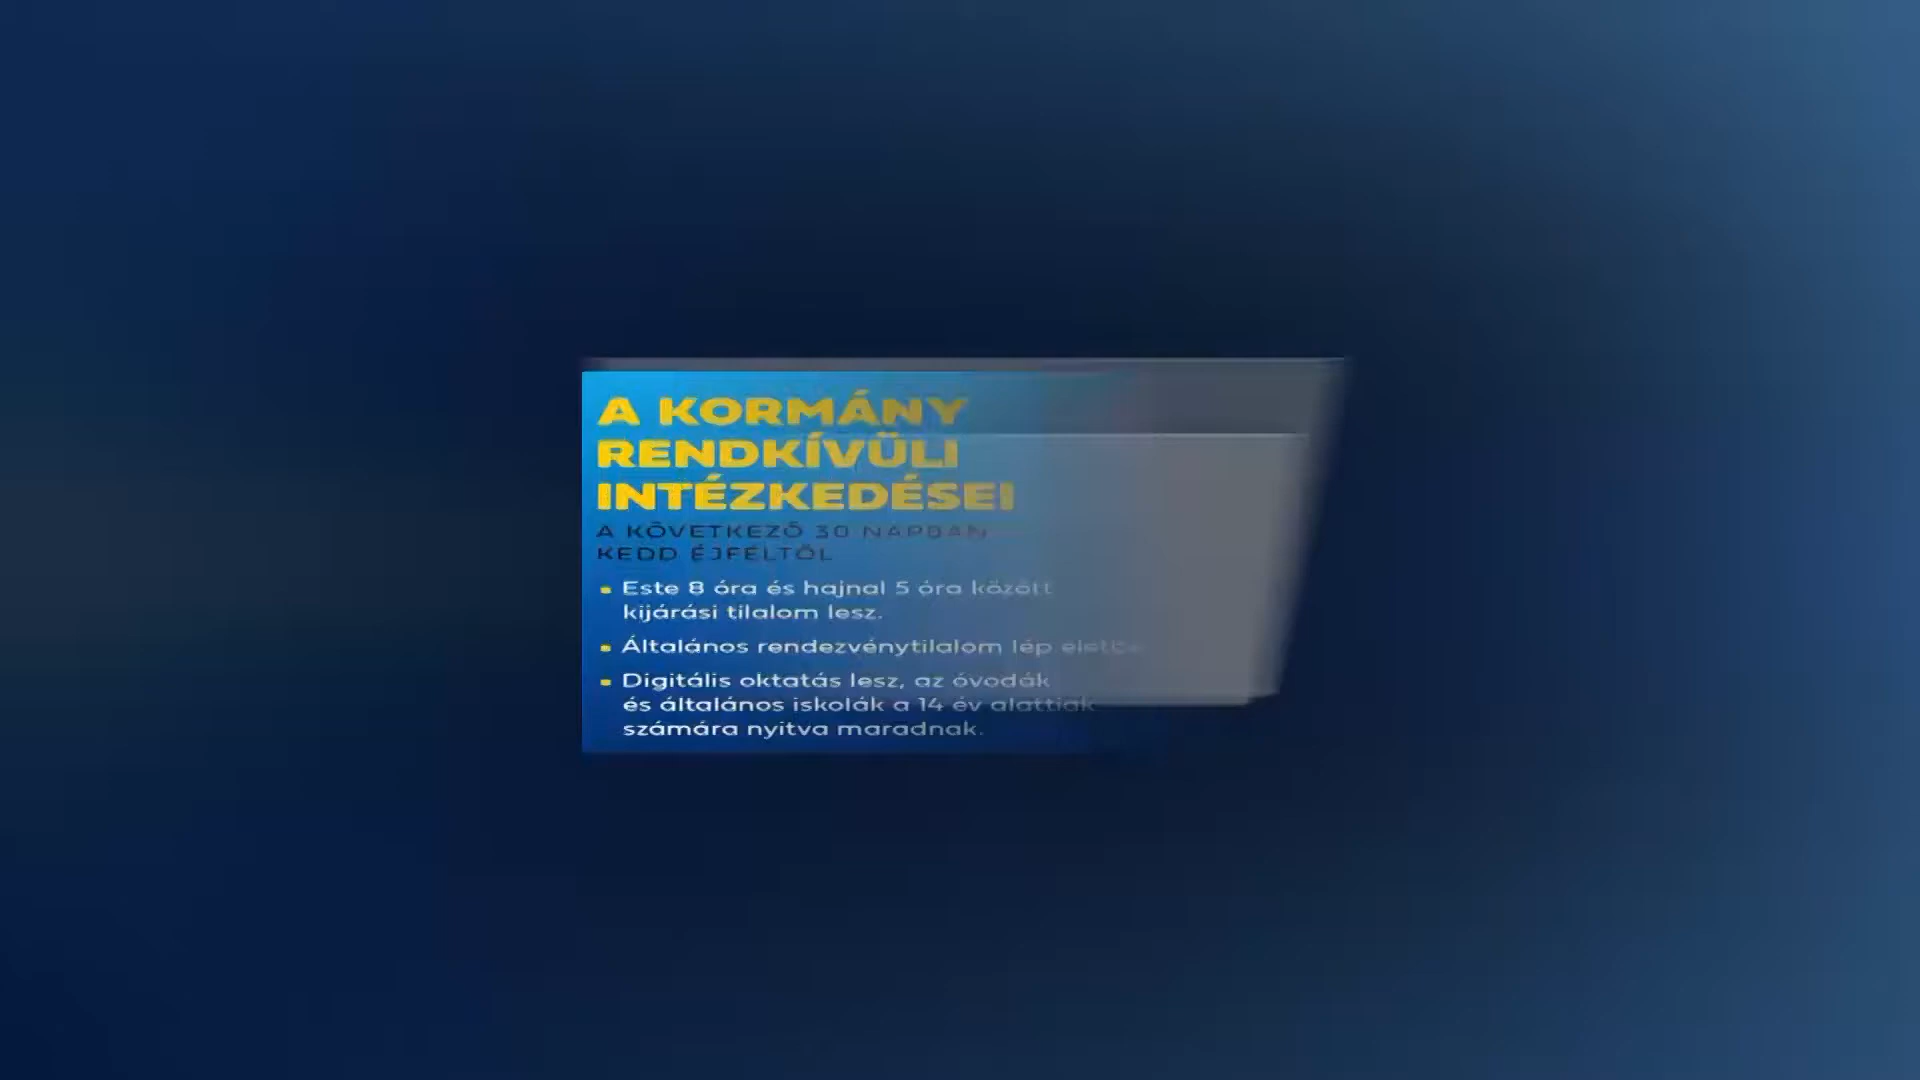 A KORMÁNY
RENDKÍVÜLI
INTÉZKEDÉSEI
A KÖVETKEZŐ 30 NAPBAN
KEDD ÉJFÉLTŐL
Este 8 óra és hajnal 5 óra között
kijárási tilalom lesz.
Általános rendezvénytilalom lép
Digitális oktatás lesz, az óvodák
és általános iskolák a 14 év alattiak
számára nyitva maradnak.